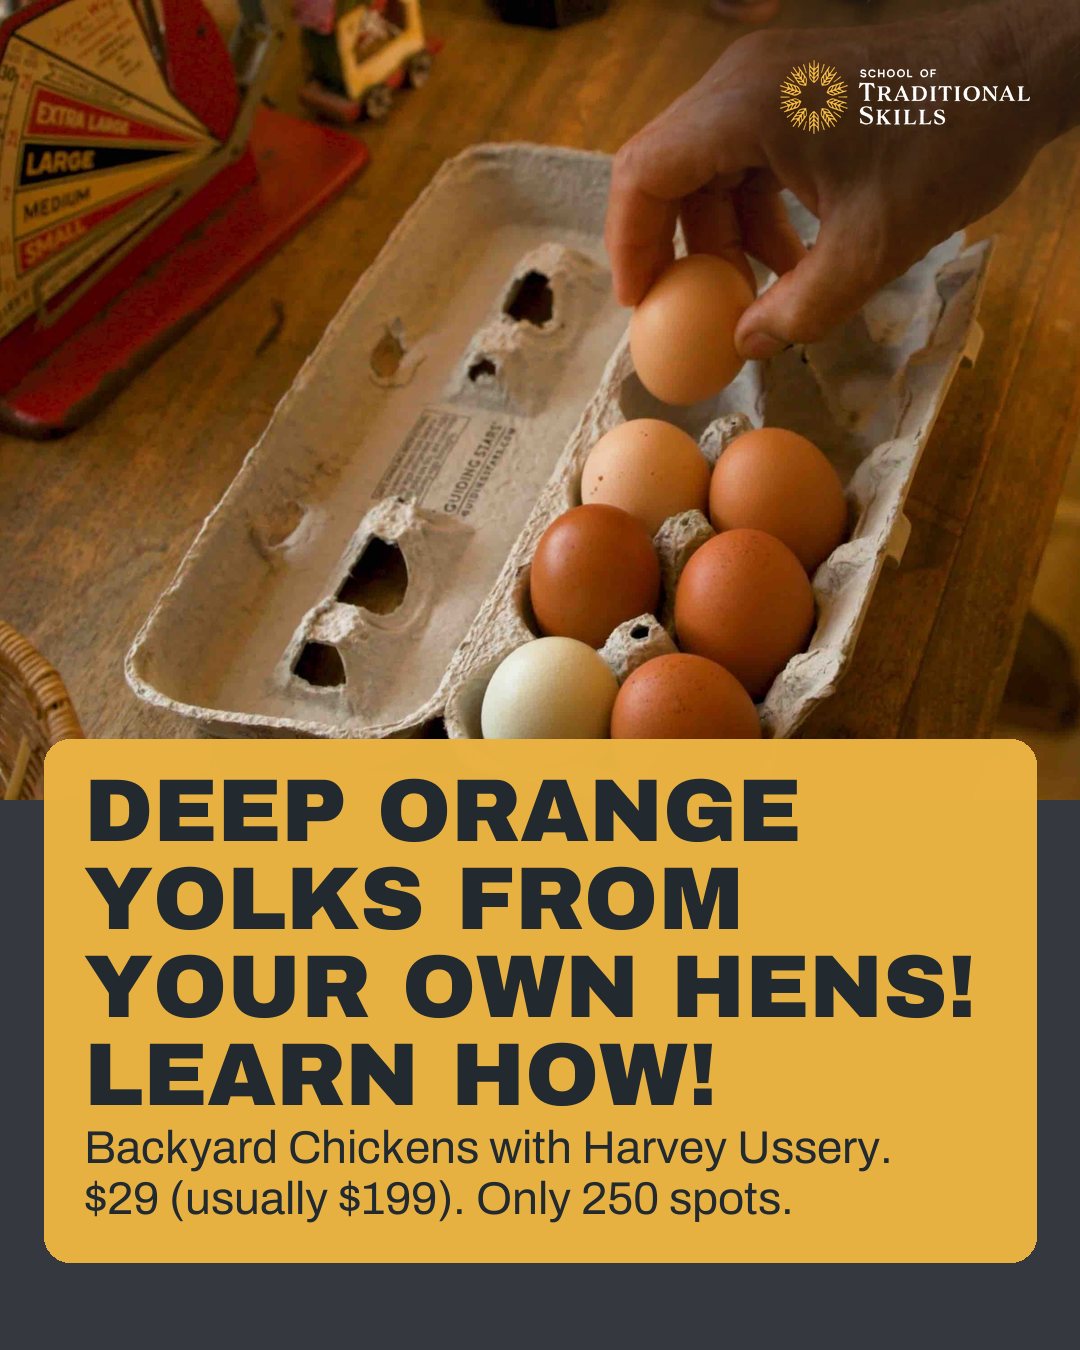 SCHOOL OF
TRADITIONAL
SKILLS
EXTRA LARGE
LARGE
MEDIUM
SMALL
GUIDING STARS
DEEP ORANGE
YOLKS FROM
YOUR OWN HENS!
LEARN HOW!
Backyard Chickens with Harvey Ussery.
$29 (usually $199). Only 250 spots.